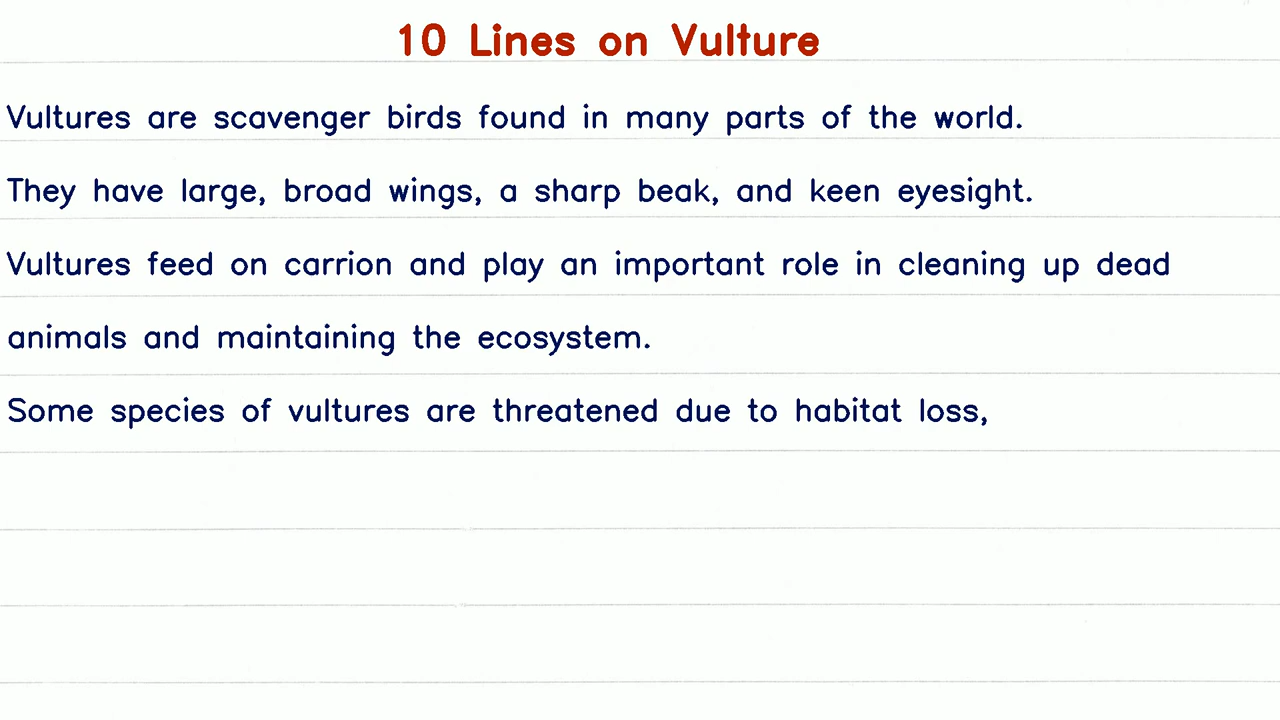 10 Lines on Vulture
Vultures are scavenger birds found in many parts of the world.
They have large, broad wings, a sharp beak, and keen eyesight.
Vultures feed on carrion and play an important role in cleaning up dead
animals and maintaining the ecosystem.
Some species of vultures are threatened due to habitat loss,